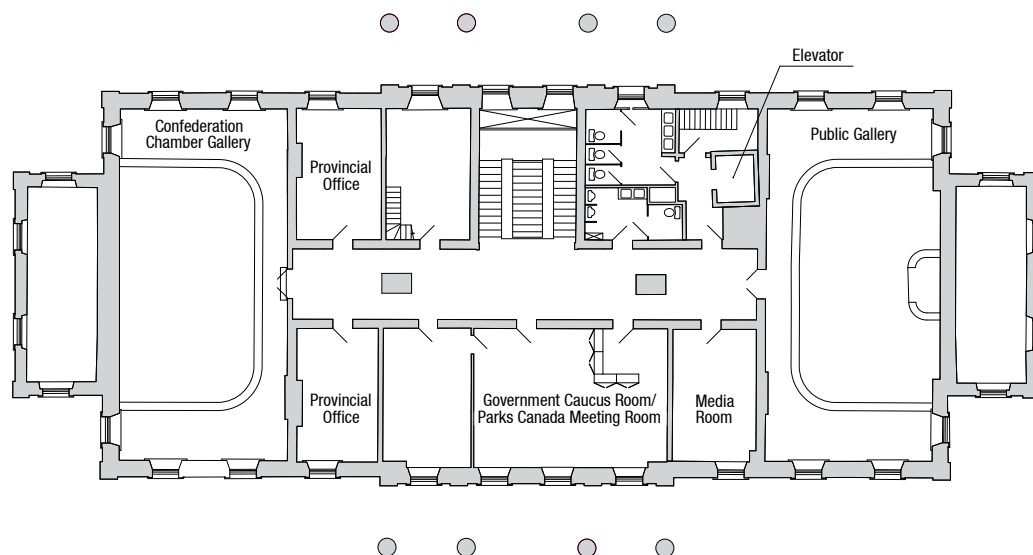 Elevator
Confederation
Chamber Gallery
Public Gallery
Provincial
Office
Provincial
Office
Government Caucus Room/
Parks Canada Meeting Room
Media
Room